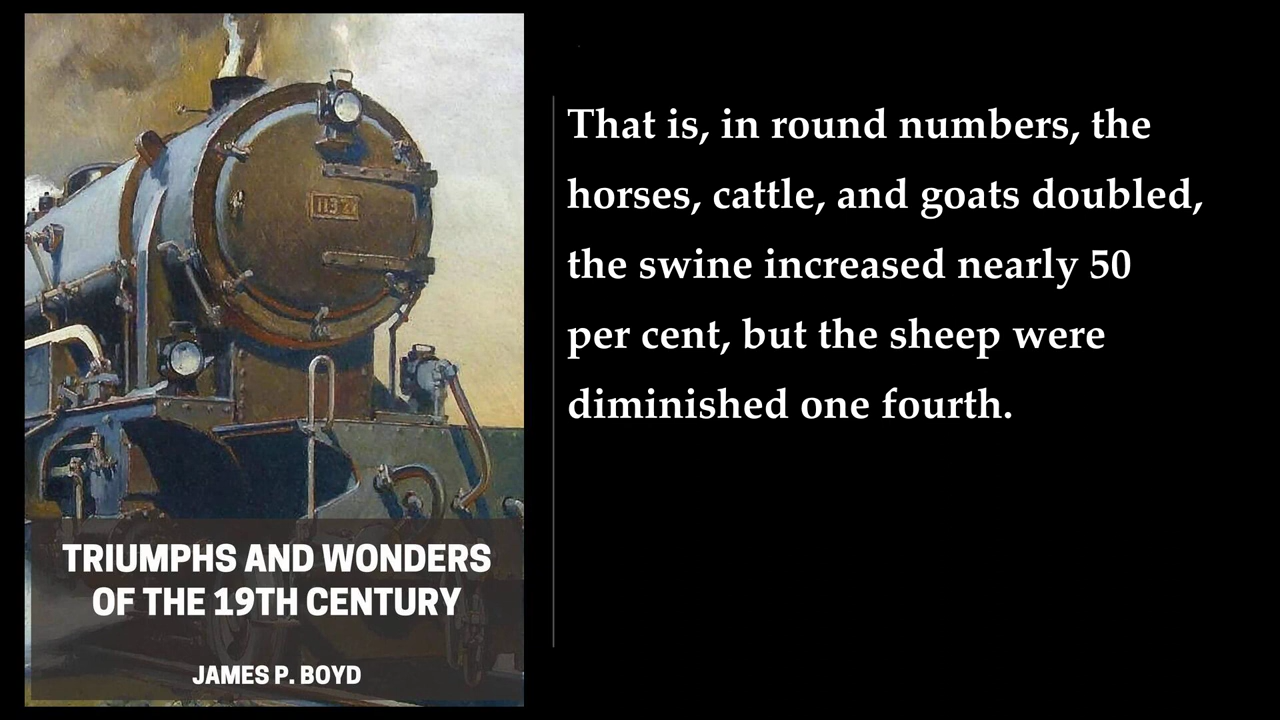 That is, in round numbers, the
horses, cattle, and goats doubled,
the swine increased nearly 50
per cent, but the sheep were
diminished one fourth.
TRIUMPHS AND WONDERS
OF THE 19TH CENTURY
JAMES P. BOYD